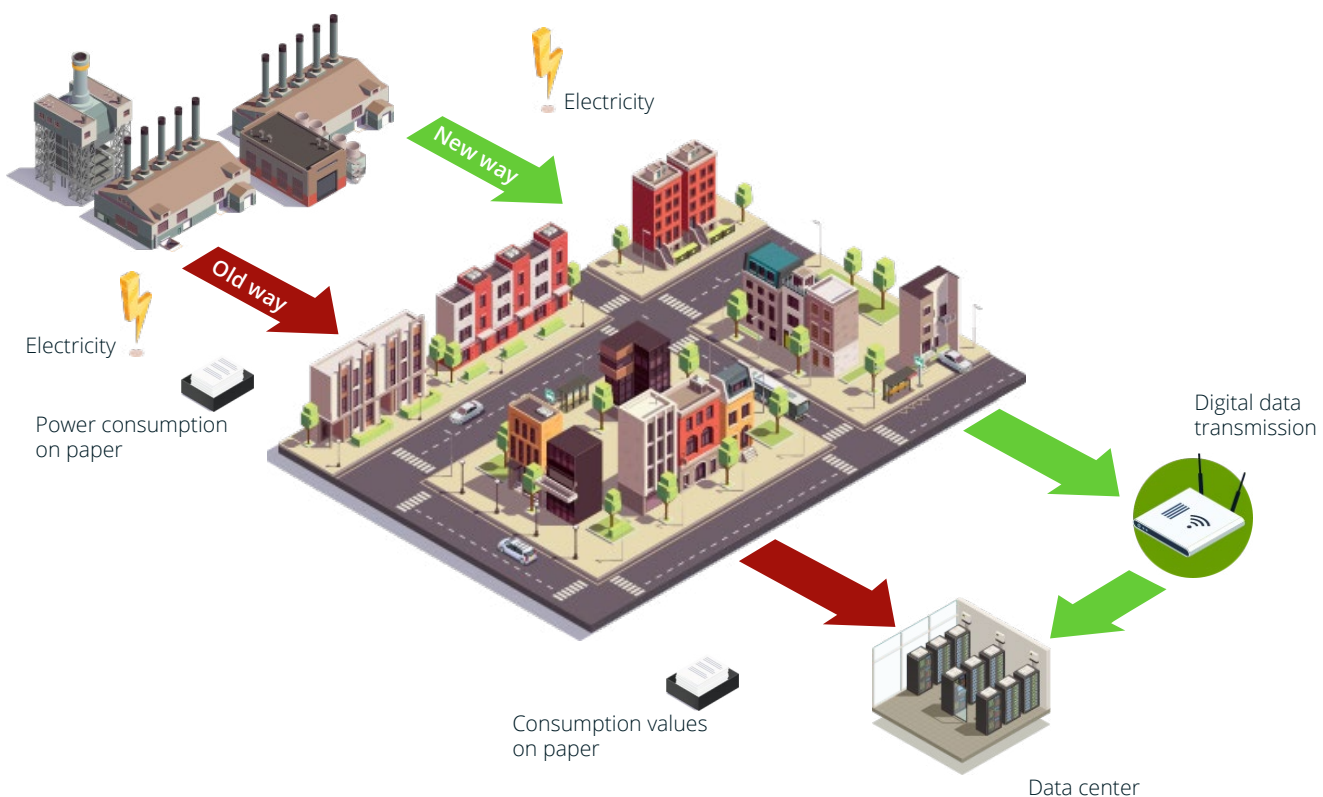 Electricity
New way
Old way
Electricity
Power consumption
on paper
Digital data
transmission
Consumption values
on paper
Data center